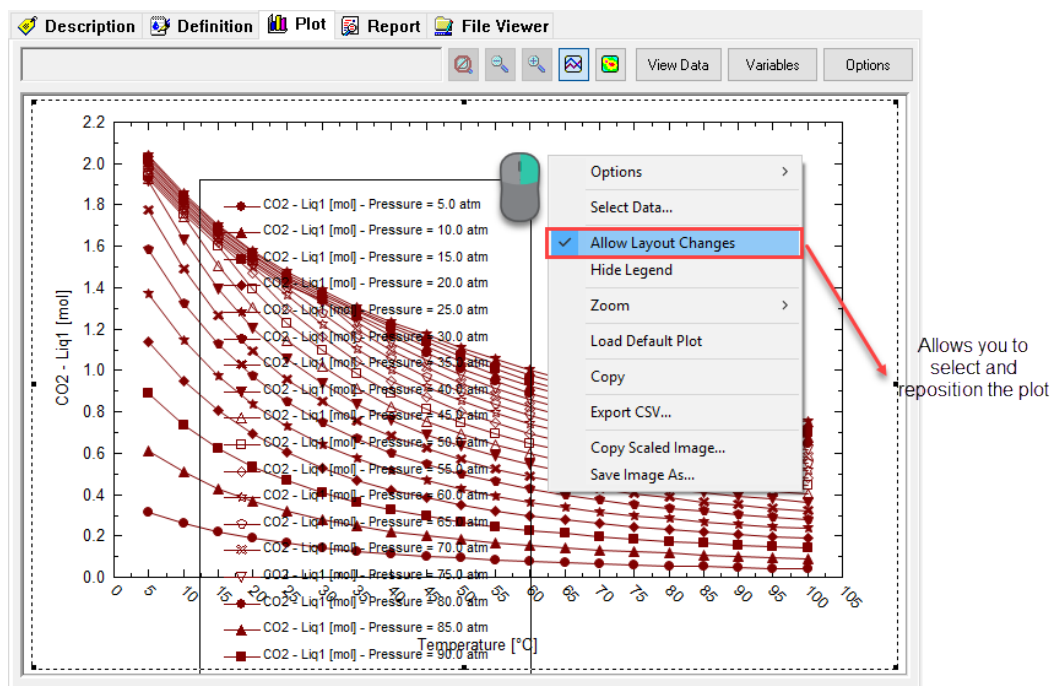 Description Definition Plot Report File Viewer
View Data Variables Options
2.2
2.0
1.8
1.6
1.4
1.2
1.0
0.8
0.6
0.4
0.2
0.0
CO2 - Liq1 [mol]
CO2 - Liq1 [mol] - Pressure = 5.0 atm
CO2 - Liq1 [mol] - Pressure = 10.0 atm
CO2 - Liq1 [mol] - Pressure = 15.0 atm
CO2 - Liq1 [mol] - Pressure = 20.0 atm
CO2 - Liq1 [mol] - Pressure = 25.0 atm
CO2 - Liq1 [mol] - Pressure = 30.0 atm
CO2 - Liq1 [mol] - Pressure = 35.0 atm
CO2 - Liq1 [mol] - Pressure = 40.0 atm
CO2 - Liq1 [mol] - Pressure = 45.0 atm
CO2 - Liq1 [mol] - Pressure = 50.0 atm
CO2 - Liq1 [mol] - Pressure = 55.0 atm
CO2 - Liq1 [mol] - Pressure = 60.0 atm
CO2 - Liq1 [mol] - Pressure = 65.0 atm
CO2 - Liq1 [mol] - Pressure = 70.0 atm
CO2 - Liq1 [mol] - Pressure = 75.0 atm
CO2 - Liq1 [mol] - Pressure = 80.0 atm
CO2 - Liq1 [mol] - Pressure = 85.0 atm
CO2 - Liq1 [mol] - Pressure = 90.0 atm
Options
Select Data...
Allow Layout Changes
Hide Legend
Zoom
Load Default Plot
Copy
Export CSV...
Copy Scaled Image...
Save Image As...
Allows you to
select and
reposition the plot
0 5 10 15 20 25 30 35 40 45 50 55 60 65 70 75 80 85 90 95 100 105
Temperature [°C]